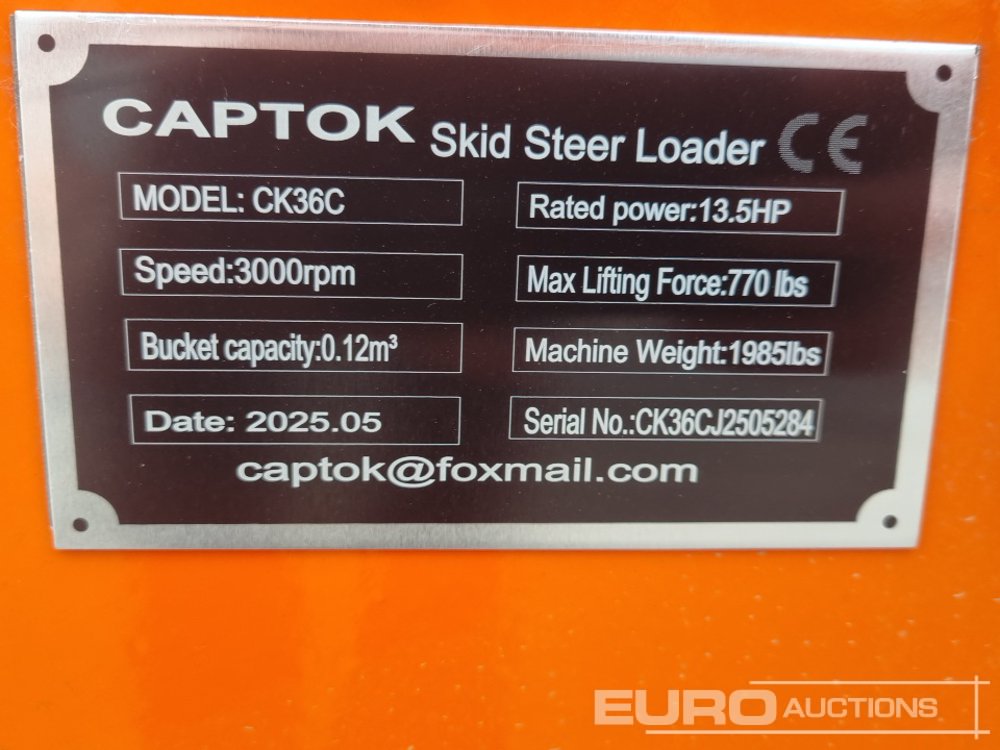 CAPTOK Skid Steer Loader CE
MODEL: CK36C
Rated power:13.5HP
Speed:3000rpm
Max Lifting Force:770 lbs
Bucket capacity:0.12m³
Machine Weight:1985lbs
Date: 2025.05
Serial No.:CK36CJ2505284
captok@foxmail.com
EURO AUCTIONS